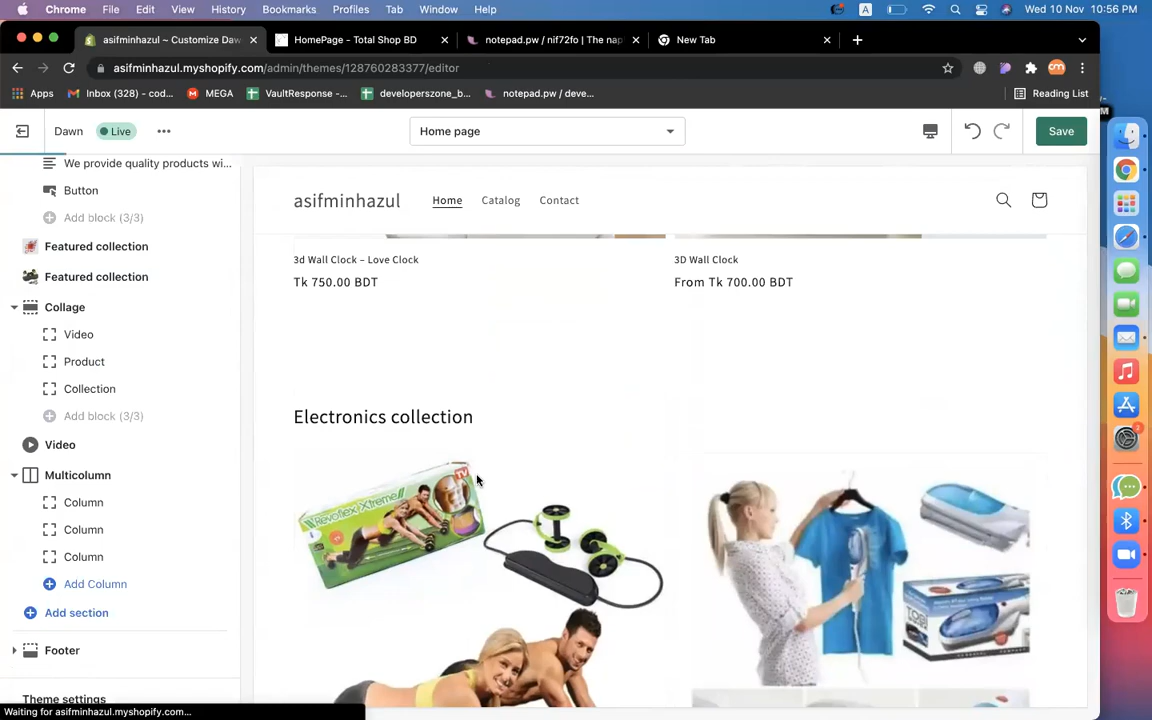 Chrome File Edit View History Bookmarks Profiles Tab Window Help A Wed 10 Nov 10:56 PM
asifminhazul ~ Customize Daw HomePage - Total Shop BD notepad.pw / nif72fo | The nap New Tab
asifminhazul.myshopify.com/admin/themes/128760283377/editor
Apps Inbox (328) - cod... MEGA VaultResponse -... developerszone_b... notepad.pw / deve... Reading List
Dawn Live Home page Save
We provide quality products wi...
Button
Add block (3/3)
Featured collection
Featured collection
Collage
Video
Product
Collection
Add block (3/3)
Video
Multicolumn
Column
Column
Column
Add Column
Add section
Footer
Theme settings
Waiting for asifminhazul.myshopify.com...
asifminhazul Home Catalog Contact
3d Wall Clock – Love Clock 3D Wall Clock
Tk 750.00 BDT From Tk 700.00 BDT
Electronics collection
Revoflex Xtreme
TV